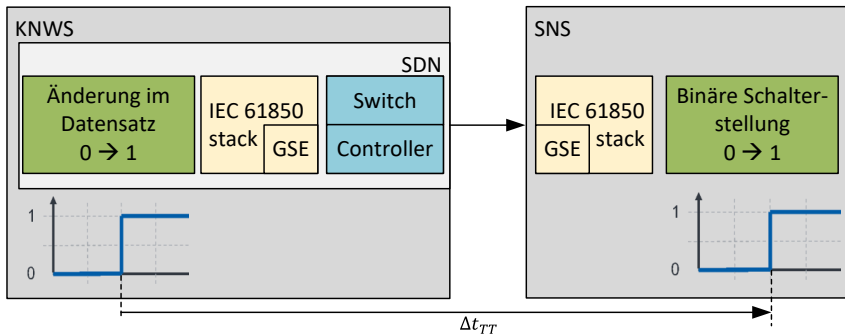 KNWS
SNS
SDN
Änderung im
Datensatz
0 → 1
IEC 61850
stack
GSE
Switch
Controller
IEC 61850
GSE
stack
Binäre Schalter-
stellung
0 → 1
1
0
1
0
Δt_TT